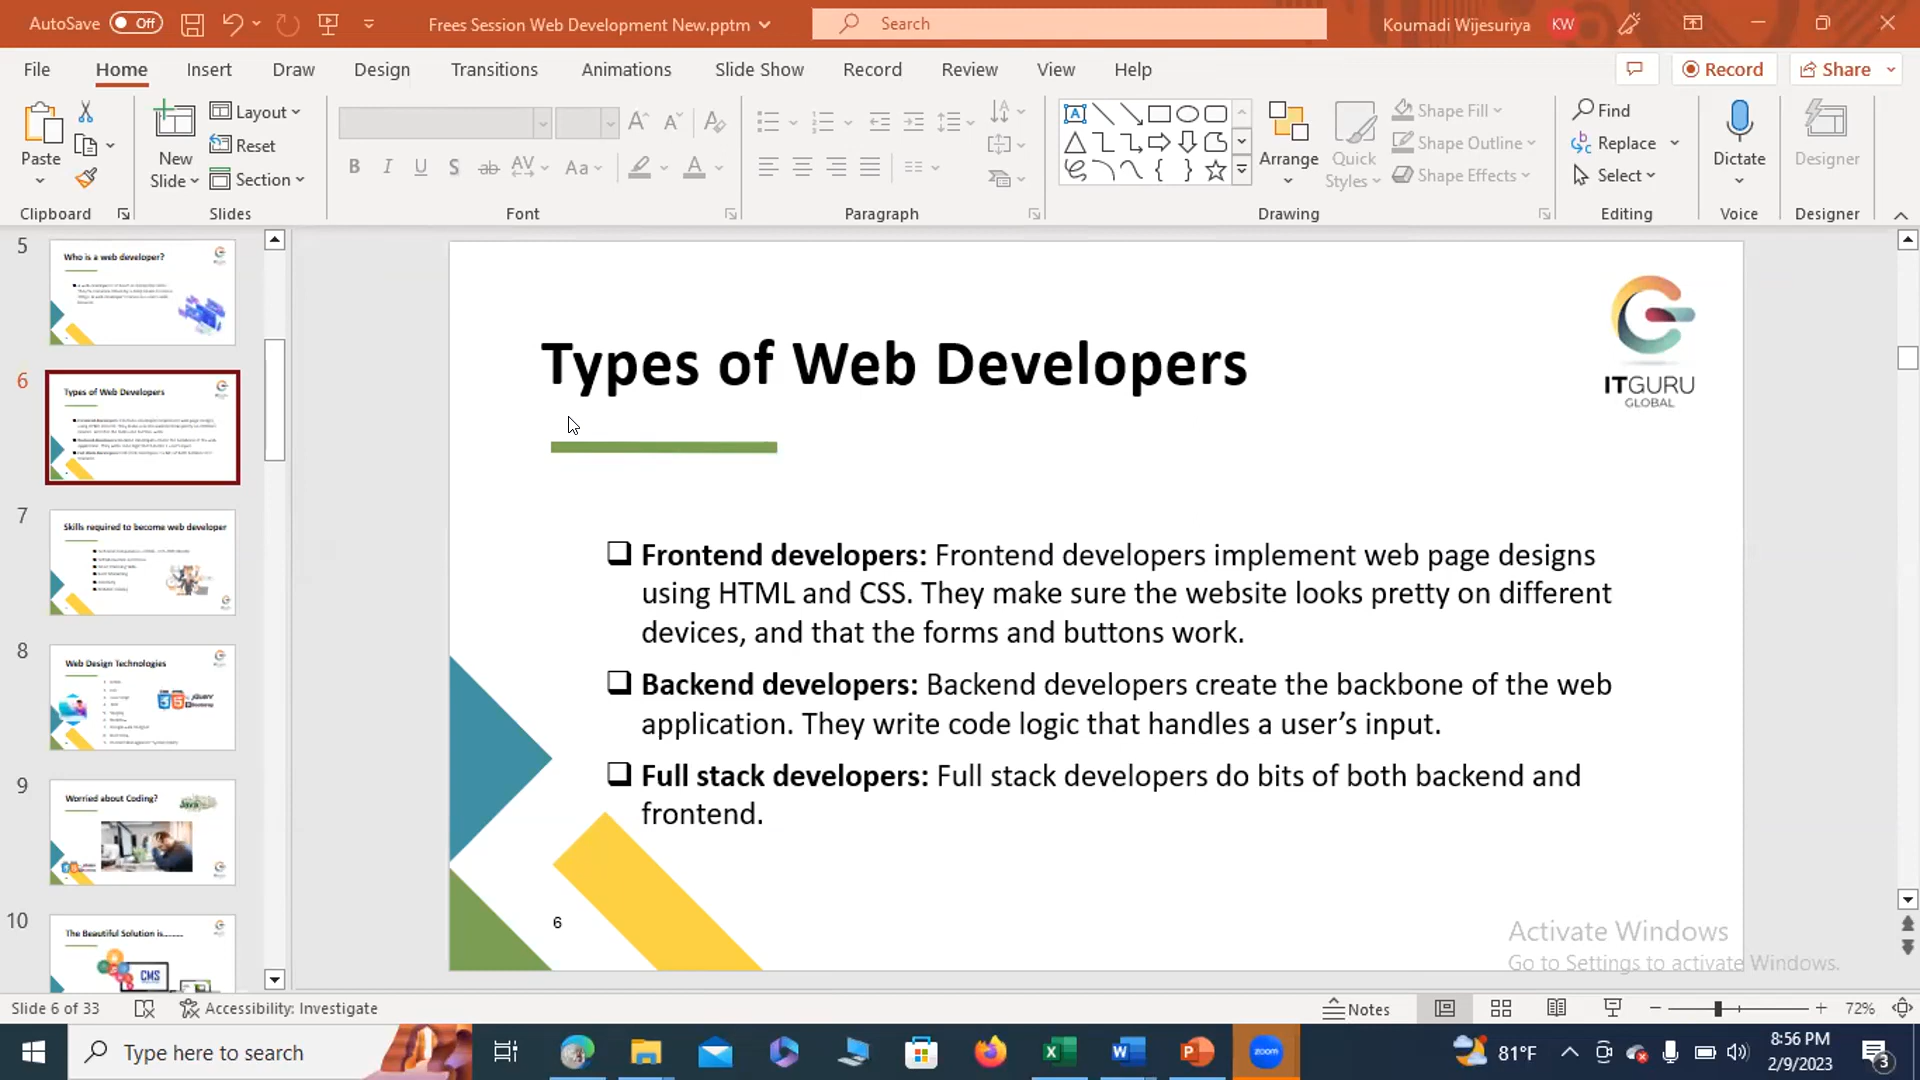 AutoSave Off Frees Session Web Development New.pptm Search Koumadi Wijesuriya KW
File Home Insert Draw Design Transitions Animations Slide Show Record Review View Help Record Share
Paste
New
Slide
Layout
Reset
Section
Arrange
Quick
Styles
Shape Fill
Shape Outline
Shape Effects
Find
Replace
Select
Dictate
Designer
Clipboard Slides Font Paragraph Drawing Editing Voice Designer
5
Who is a web developer?
6
Types of Web Developers
7
Skills required to become web developer
8
Web Design Technologies
9
Worried about Coding?
10
The Beautiful Solution is........
CMS
Types of Web Developers
ITGURU
GLOBAL
Frontend developers: Frontend developers implement web page designs
using HTML and CSS. They make sure the website looks pretty on different
devices, and that the forms and buttons work.
Backend developers: Backend developers create the backbone of the web
application. They write code logic that handles a user’s input.
Full stack developers: Full stack developers do bits of both backend and
frontend.
6
Activate Windows
Go to Settings to activate Windows.
Slide 6 of 33 Accessibility: Investigate Notes 72%
Type here to search
zoom
81°F
8:56 PM
2/9/2023
3